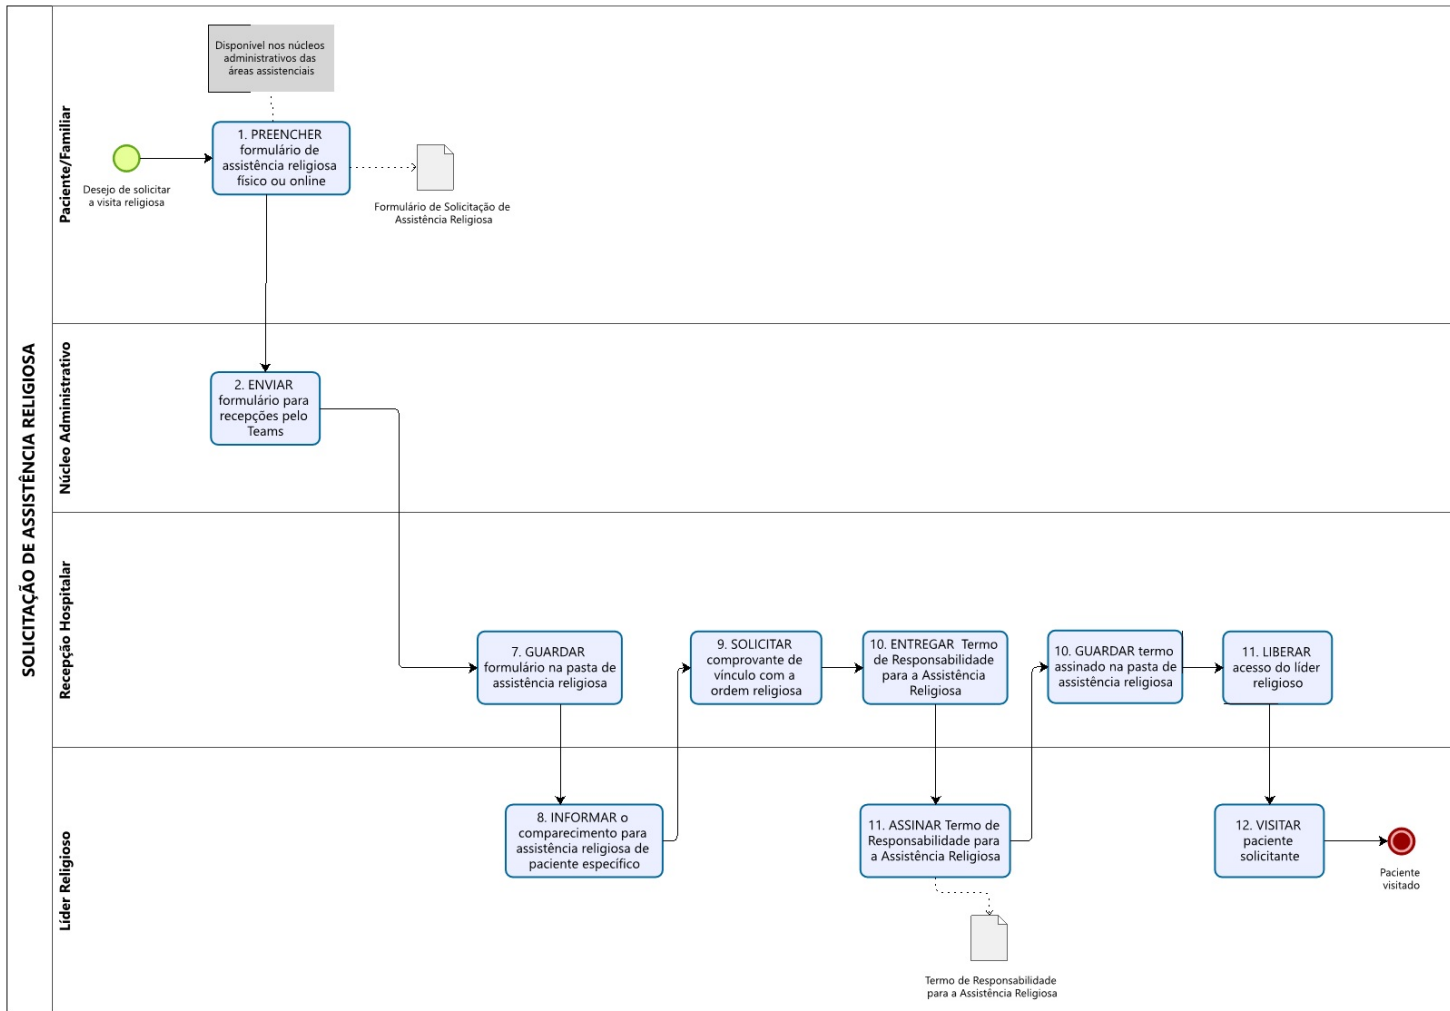 SOLICITAÇÃO DE ASSISTÊNCIA RELIGIOSA
Paciente/Familiar
Disponível nos núcleos
administrativos das
áreas assistenciais
Desejo de solicitar
a visita religiosa
1. PREENCHER
formulário de
assistência religiosa
físico ou online
Formulário de Solicitação de
Assistência Religiosa
Núcleo Administrativo
2. ENVIAR
formulário para
recepções pelo
Teams
Recepção Hospitalar
7. GUARDAR
formulário na pasta de
assistência religiosa
9. SOLICITAR
comprovante de
vínculo com a
ordem religiosa
10. ENTREGAR Termo
de Responsabilidade
para a Assistência
Religiosa
10. GUARDAR termo
assinado na pasta de
assistência religiosa
11. LIBERAR
acesso do líder
religioso
Líder Religioso
8. INFORMAR o
comparecimento para
assistência religiosa de
paciente específico
11. ASSINAR Termo de
Responsabilidade para
a Assistência Religiosa
Termo de Responsabilidade
para a Assistência Religiosa
12. VISITAR
paciente
solicitante
Paciente
visitado